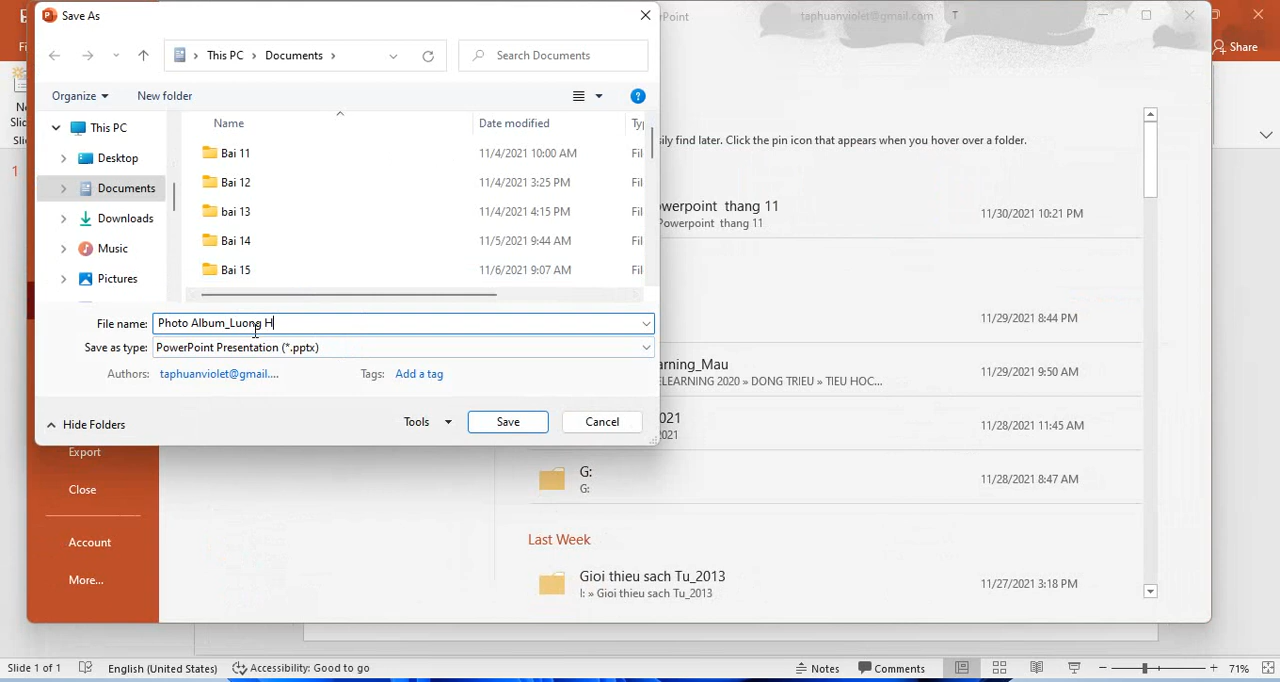 Save As
Point
taphuanviolet@gmail.com
T
Share
This PC
Documents
Search Documents
Organize
New folder
?
Name
Date modified
This PC
Desktop
Documents
Downloads
Music
Pictures
Bai 11
11/4/2021 10:00 AM
Fil
Bai 12
11/4/2021 3:25 PM
Fil
bai 13
11/4/2021 4:15 PM
Fil
Bai 14
11/5/2021 9:44 AM
Fil
Bai 15
11/6/2021 9:07 AM
Fil
File name:
Photo Album_Luong H
Save as type:
PowerPoint Presentation (*.pptx)
Authors:
taphuanviolet@gmail....
Tags:
Add a tag
Hide Folders
Tools
Save
Cancel
sily find later. Click the pin icon that appears when you hover over a folder.
werpoint thang 11
11/30/2021 10:21 PM
Powerpoint thang 11
11/29/2021 8:44 PM
arning_Mau
11/29/2021 9:50 AM
ELEARNING 2020 » DONG TRIEU » TIEU HOC...
021
11/28/2021 11:45 AM
2021
G:
11/28/2021 8:47 AM
G:
Last Week
Gioi thieu sach Tu_2013
11/27/2021 3:18 PM
I: » Gioi thieu sach Tu_2013
Export
Close
Account
More...
1
Slide 1 of 1
English (United States)
Accessibility: Good to go
Notes
Comments
71%